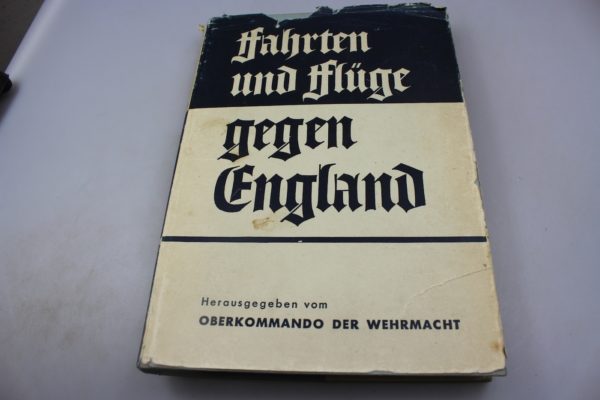 Fahrten
und Flüge
gegen
England
Herausgegeben vom
OBERKOMMANDO DER WEHRMACHT